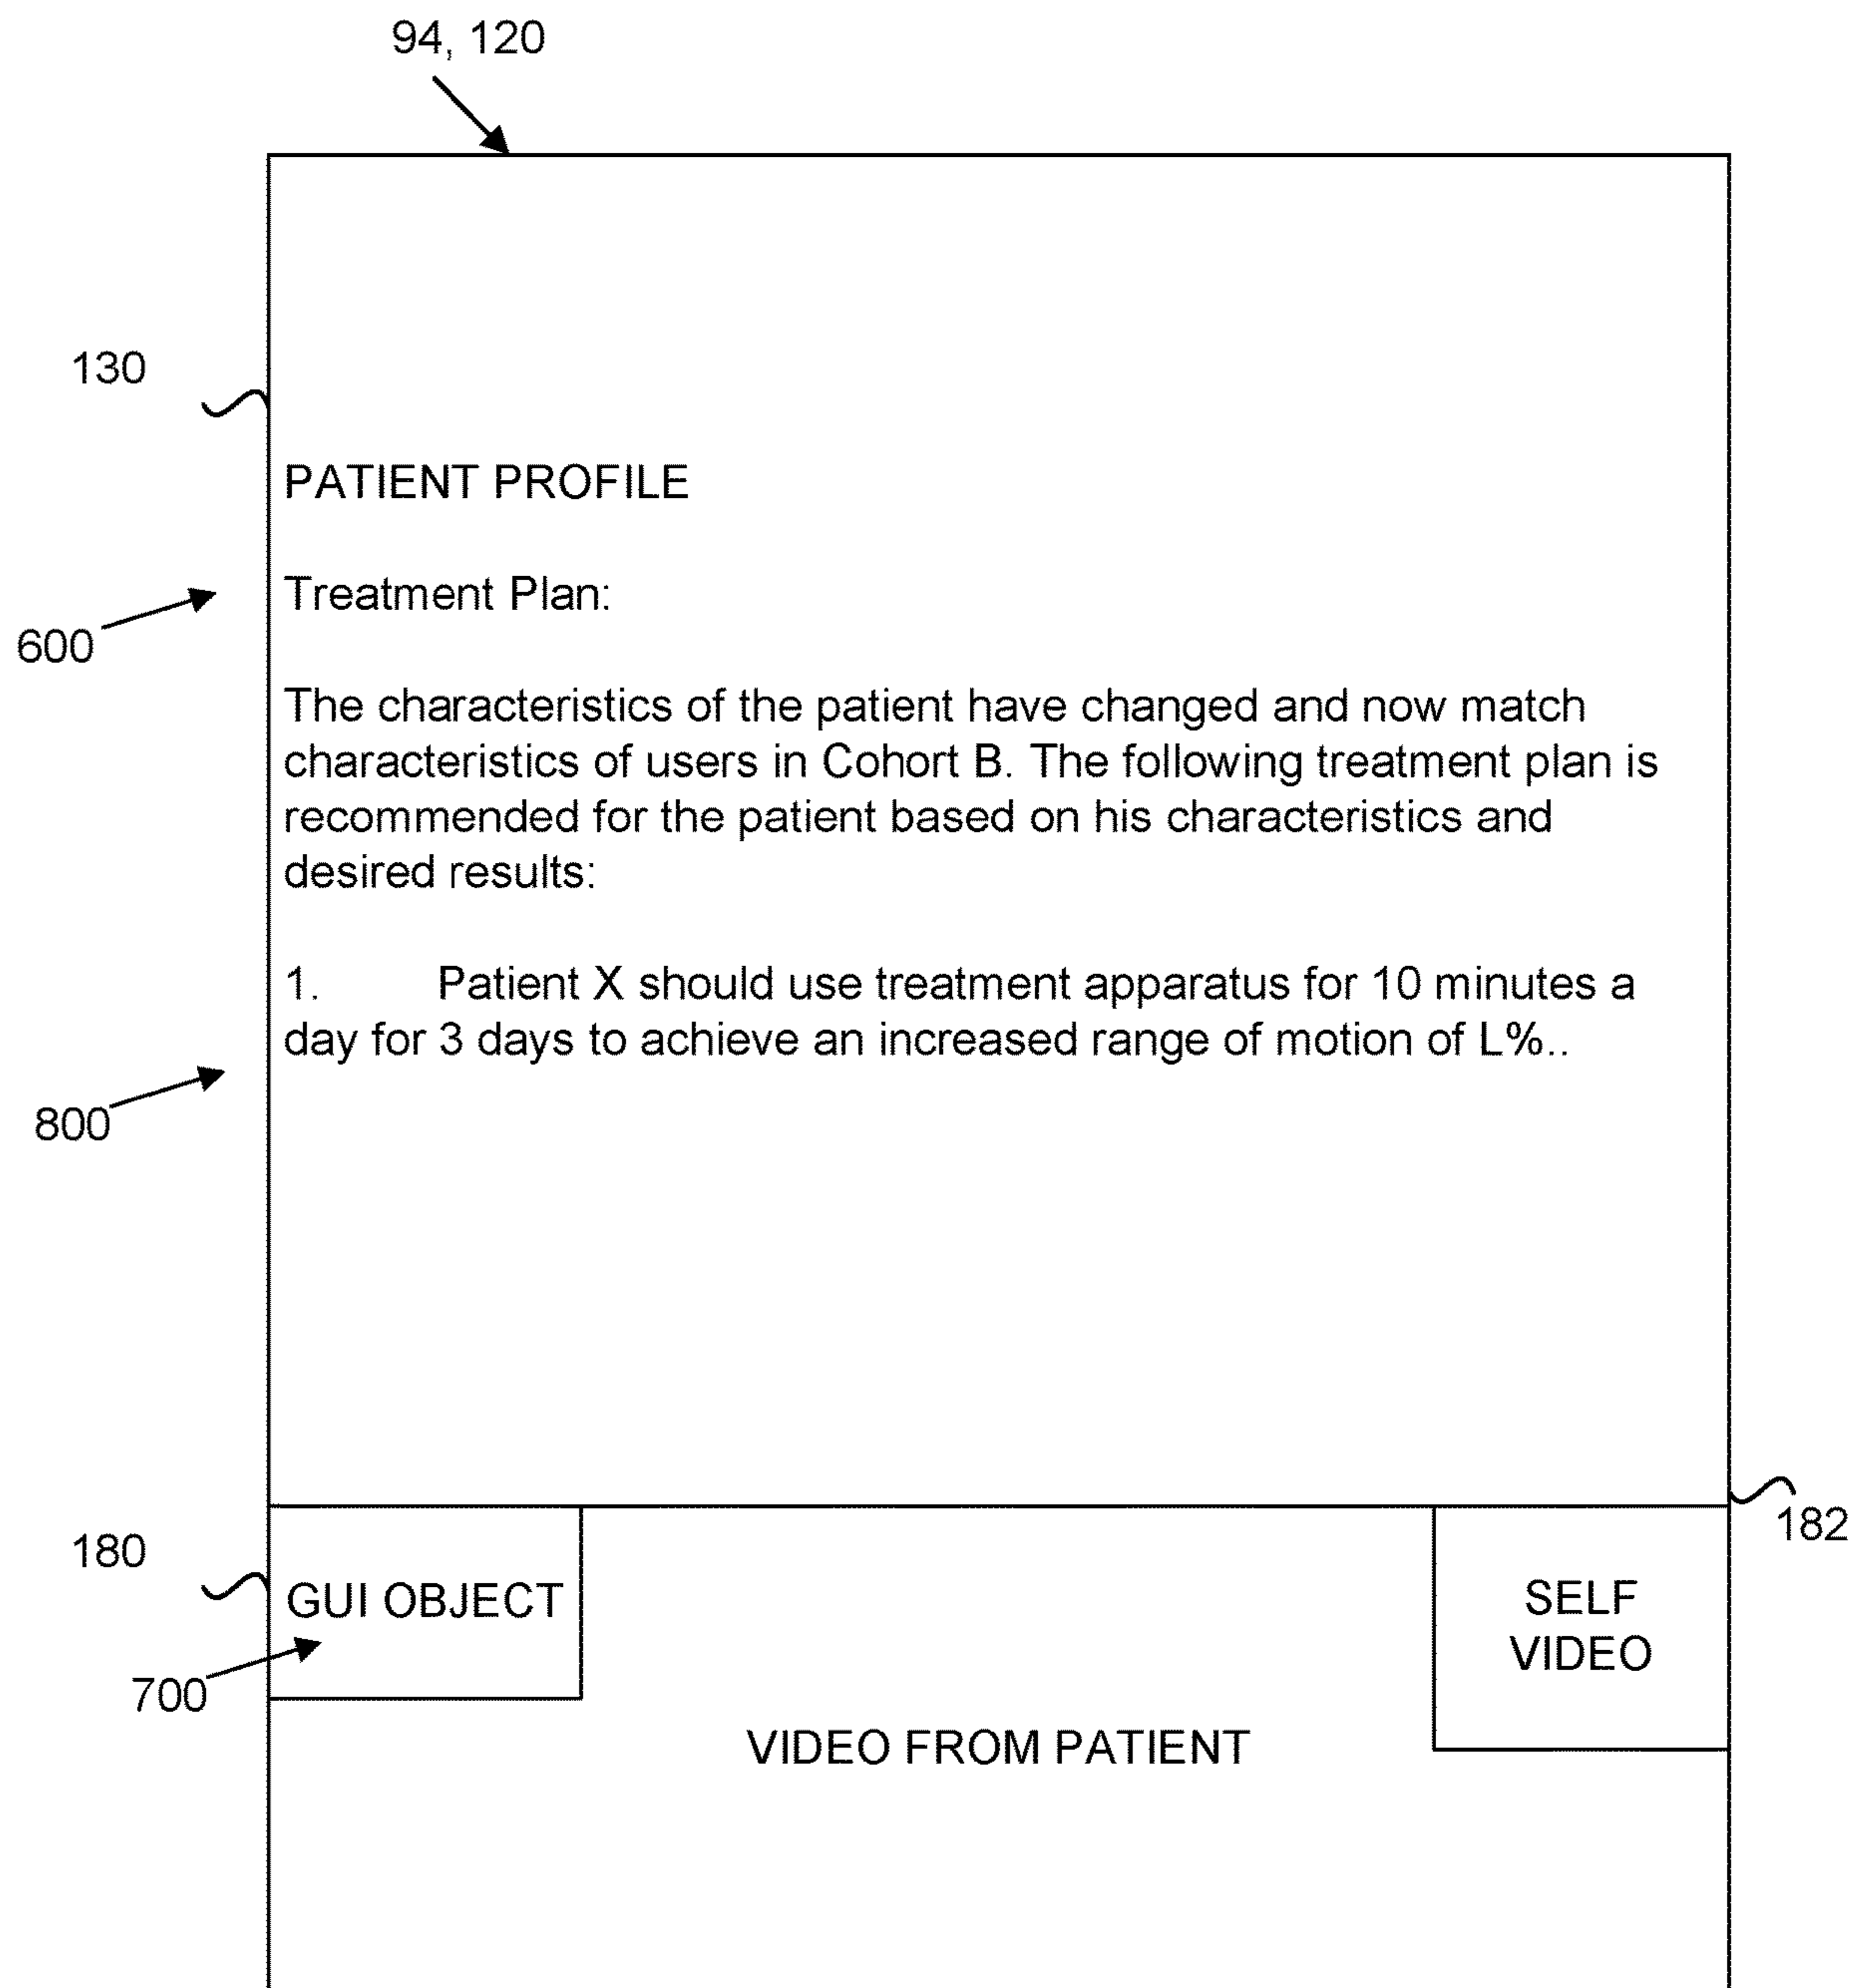 94, 120
130
PATIENT PROFILE
Treatment Plan:
600
The characteristics of the patient have changed and now match
characteristics of users in Cohort B. The following treatment plan is
recommended for the patient based on his characteristics and
desired results:
1. Patient X should use treatment apparatus for 10 minutes a
day for 3 days to achieve an increased range of motion of L%..
800
182
180
GUI OBJECT
SELF
VIDEO
700
VIDEO FROM PATIENT